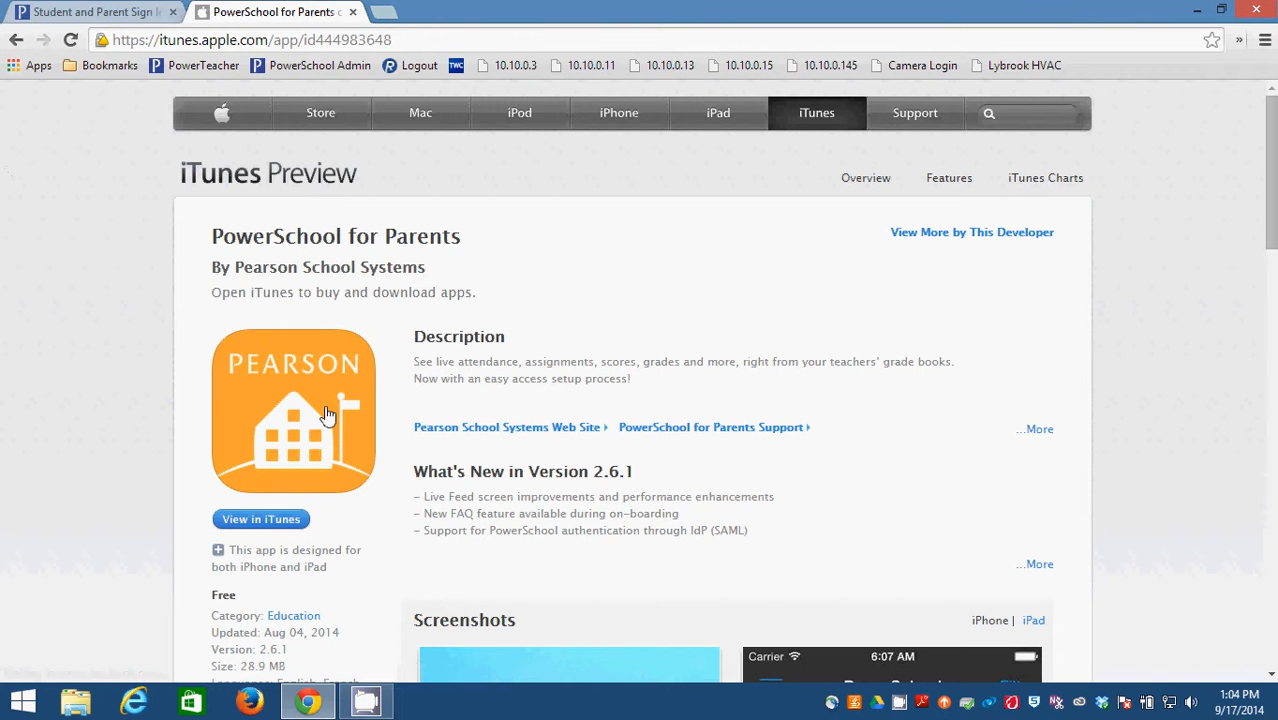 Student and Parent Sign I
PowerSchool for Parents
https://itunes.apple.com/app/id444983648
Apps Bookmarks PowerTeacher PowerSchool Admin Logout TWC 10.10.0.3 10.10.0.11 10.10.0.13 10.10.0.15 10.10.0.145 Camera Login Lybrook HVAC
Store Mac iPod iPhone iPad iTunes Support
iTunes Preview
Overview Features iTunes Charts
PowerSchool for Parents
View More by This Developer
By Pearson School Systems
Open iTunes to buy and download apps.
PEARSON
Description
See live attendance, assignments, scores, grades and more, right from your teachers' grade books.
Now with an easy access setup process!
Pearson School Systems Web Site PowerSchool for Parents Support
...More
What's New in Version 2.6.1
- Live Feed screen improvements and performance enhancements
- New FAQ feature available during on-boarding
- Support for PowerSchool authentication through IdP (SAML)
...More
View in iTunes
This app is designed for
both iPhone and iPad
Free
Category: Education
Updated: Aug 04, 2014
Version: 2.6.1
Size: 28.9 MB
Screenshots
iPhone | iPad
Carrier 6:07 AM
1:04 PM
9/17/2014